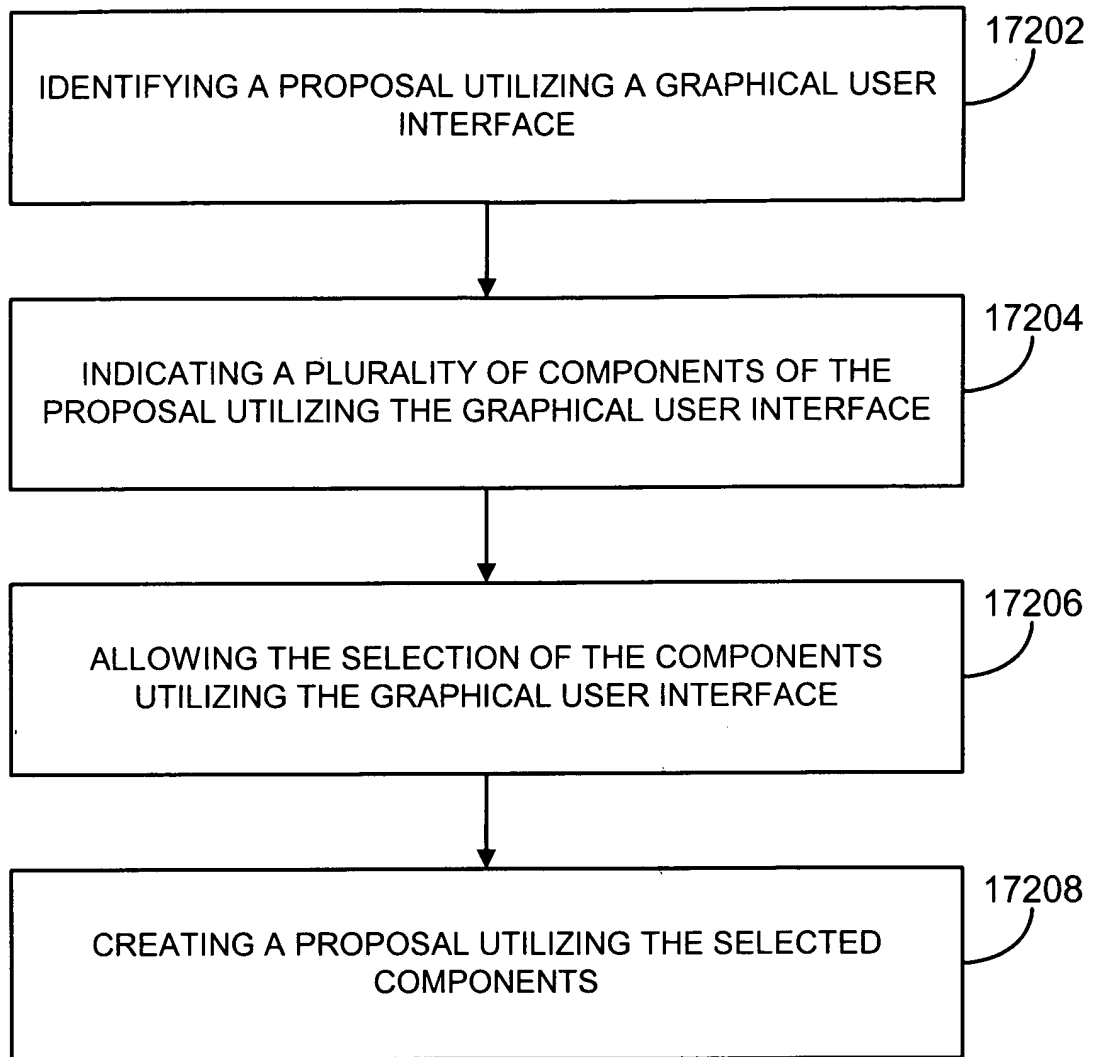 17202
IDENTIFYING A PROPOSAL UTILIZING A GRAPHICAL USER
INTERFACE
17204
INDICATING A PLURALITY OF COMPONENTS OF THE
PROPOSAL UTILIZING THE GRAPHICAL USER INTERFACE
17206
ALLOWING THE SELECTION OF THE COMPONENTS
UTILIZING THE GRAPHICAL USER INTERFACE
17208
CREATING A PROPOSAL UTILIZING THE SELECTED
COMPONENTS